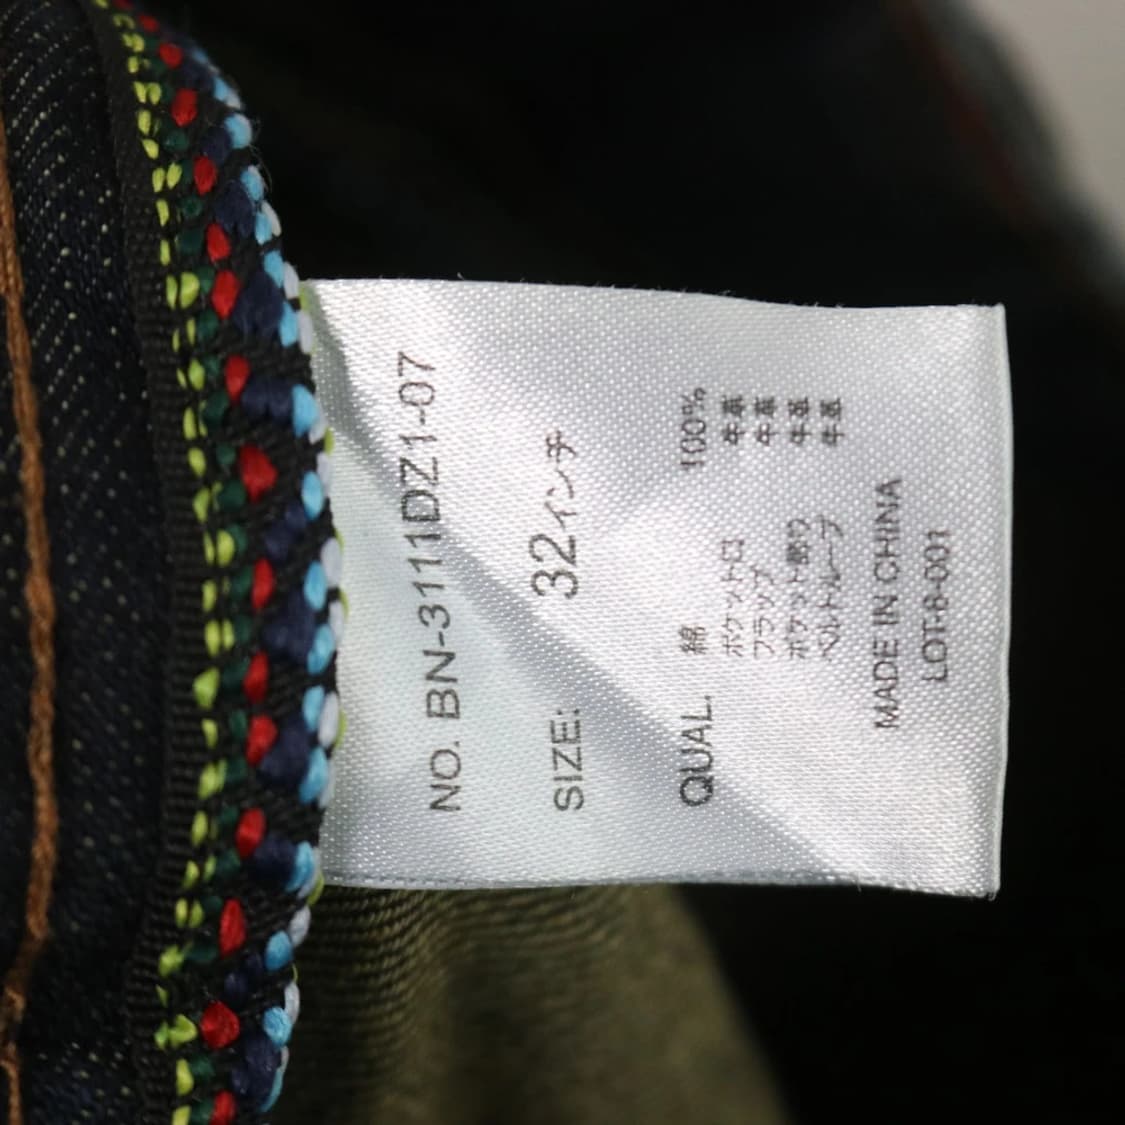 NO. BN-3111DZ1-07
SIZE: 32インチ
QUAL. 綿 100%
ポケット口 牛革
フラップ 牛革
ポケット飾り 牛革
ベルトループ 牛革
MADE IN CHINA
LOT-8-001